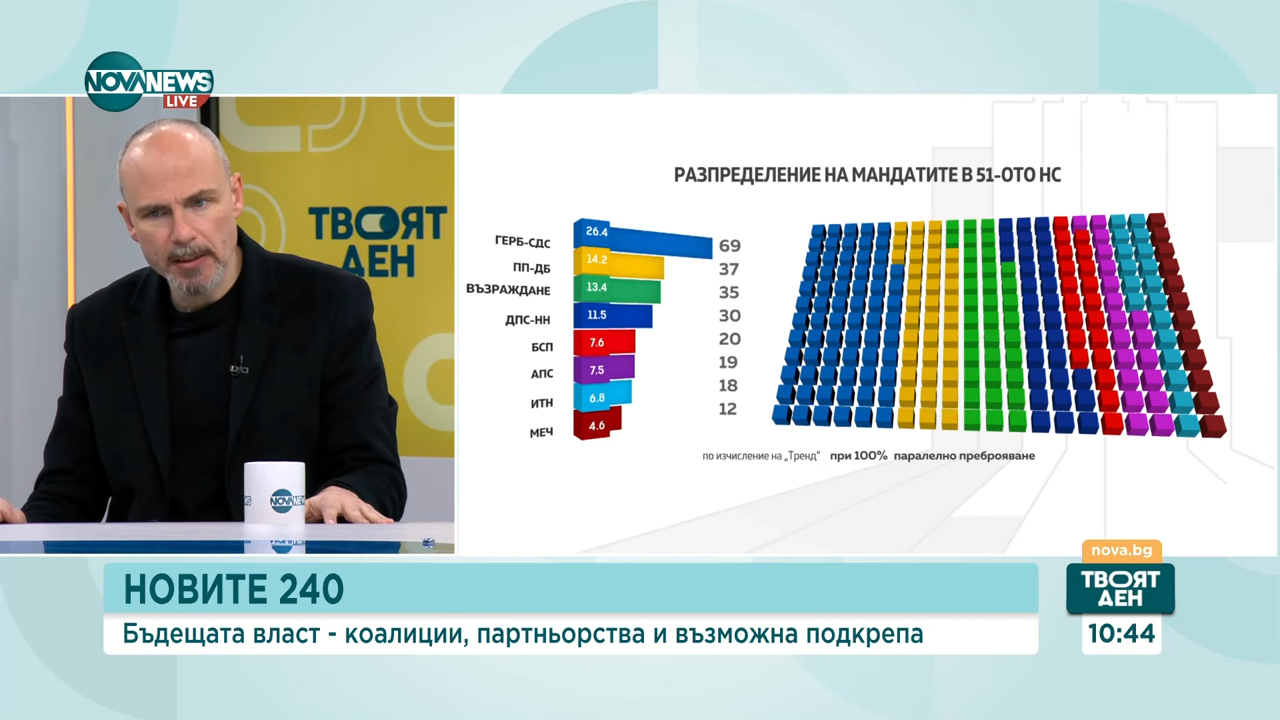 NOVA NEWS
LIVE
ТВОЯТ
ДЕН
NOVANEWS
РАЗПРЕДЕЛЕНИЕ НА МАНДАТИТЕ В 51-ОТО НС
ГЕРБ-СДС 26.4 69
ПП-ДБ 14.2 37
ВЪЗРАЖДАНЕ 13.4 35
ДПС-НН 11.5 30
БСП 7.6 20
АПС 7.5 19
ИТН 6.8 18
МЕЧ 4.6 12
по изчисление на „Тренд“ при 100% паралелно преброяване
НОВИТЕ 240
Бъдещата власт - коалиции, партньорства и възможна подкрепа
nova.bg
ТВОЯТ
ДЕН
10:44